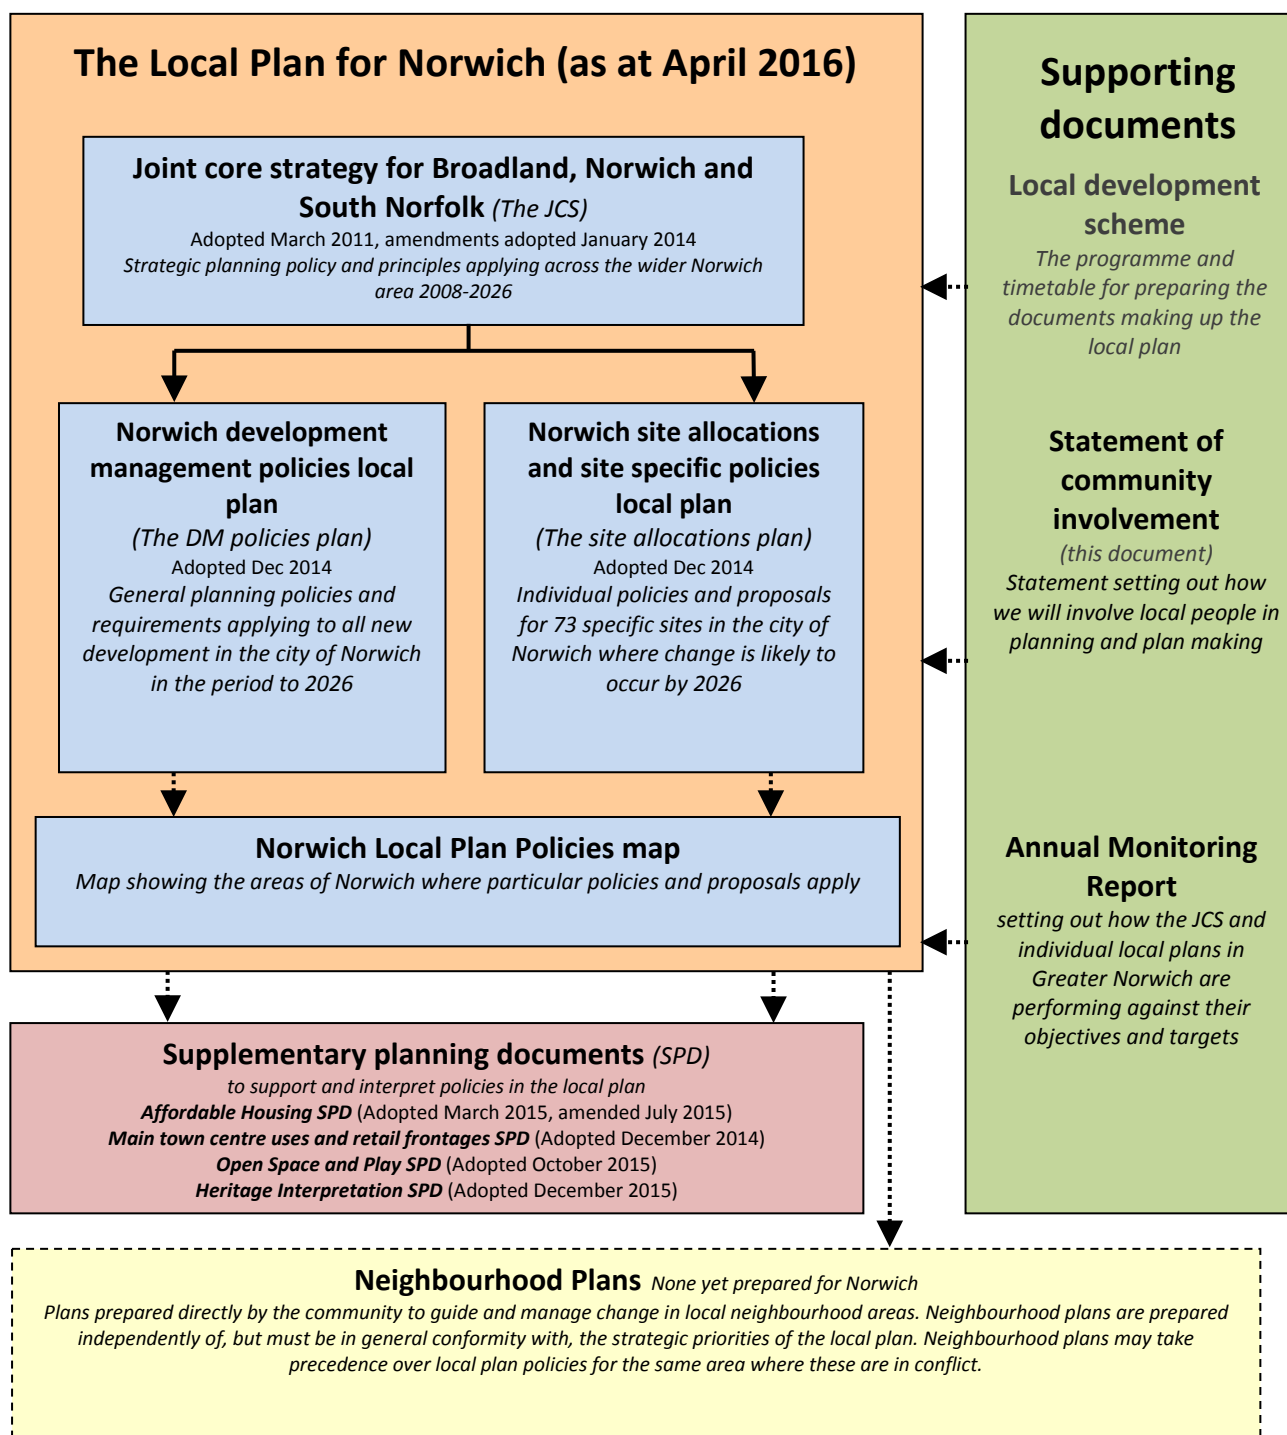 The Local Plan for Norwich (as at April 2016)
Joint core strategy for Broadland, Norwich and
South Norfolk (The JCS)
Adopted March 2011, amendments adopted January 2014
Strategic planning policy and principles applying across the wider Norwich
area 2008-2026
Norwich development
management policies local
plan
(The DM policies plan)
Adopted Dec 2014
General planning policies and
requirements applying to all new
development in the city of Norwich
in the period to 2026
Norwich site allocations
and site specific policies
local plan
(The site allocations plan)
Adopted Dec 2014
Individual policies and proposals
for 73 specific sites in the city of
Norwich where change is likely to
occur by 2026
Norwich Local Plan Policies map
Map showing the areas of Norwich where particular policies and proposals apply
Supporting
documents
Local development
scheme
The programme and
timetable for preparing the
documents making up the
local plan
Statement of
community
involvement
(this document)
Statement setting out how
we will involve local people in
planning and plan making
Annual Monitoring
Report
setting out how the JCS and
individual local plans in
Greater Norwich are
performing against their
objectives and targets
Supplementary planning documents (SPD)
to support and interpret policies in the local plan
Affordable Housing SPD (Adopted March 2015, amended July 2015)
Main town centre uses and retail frontages SPD (Adopted December 2014)
Open Space and Play SPD (Adopted October 2015)
Heritage Interpretation SPD (Adopted December 2015)
Neighbourhood Plans None yet prepared for Norwich
Plans prepared directly by the community to guide and manage change in local neighbourhood areas. Neighbourhood plans are prepared
independently of, but must be in general conformity with, the strategic priorities of the local plan. Neighbourhood plans may take
precedence over local plan policies for the same area where these are in conflict.